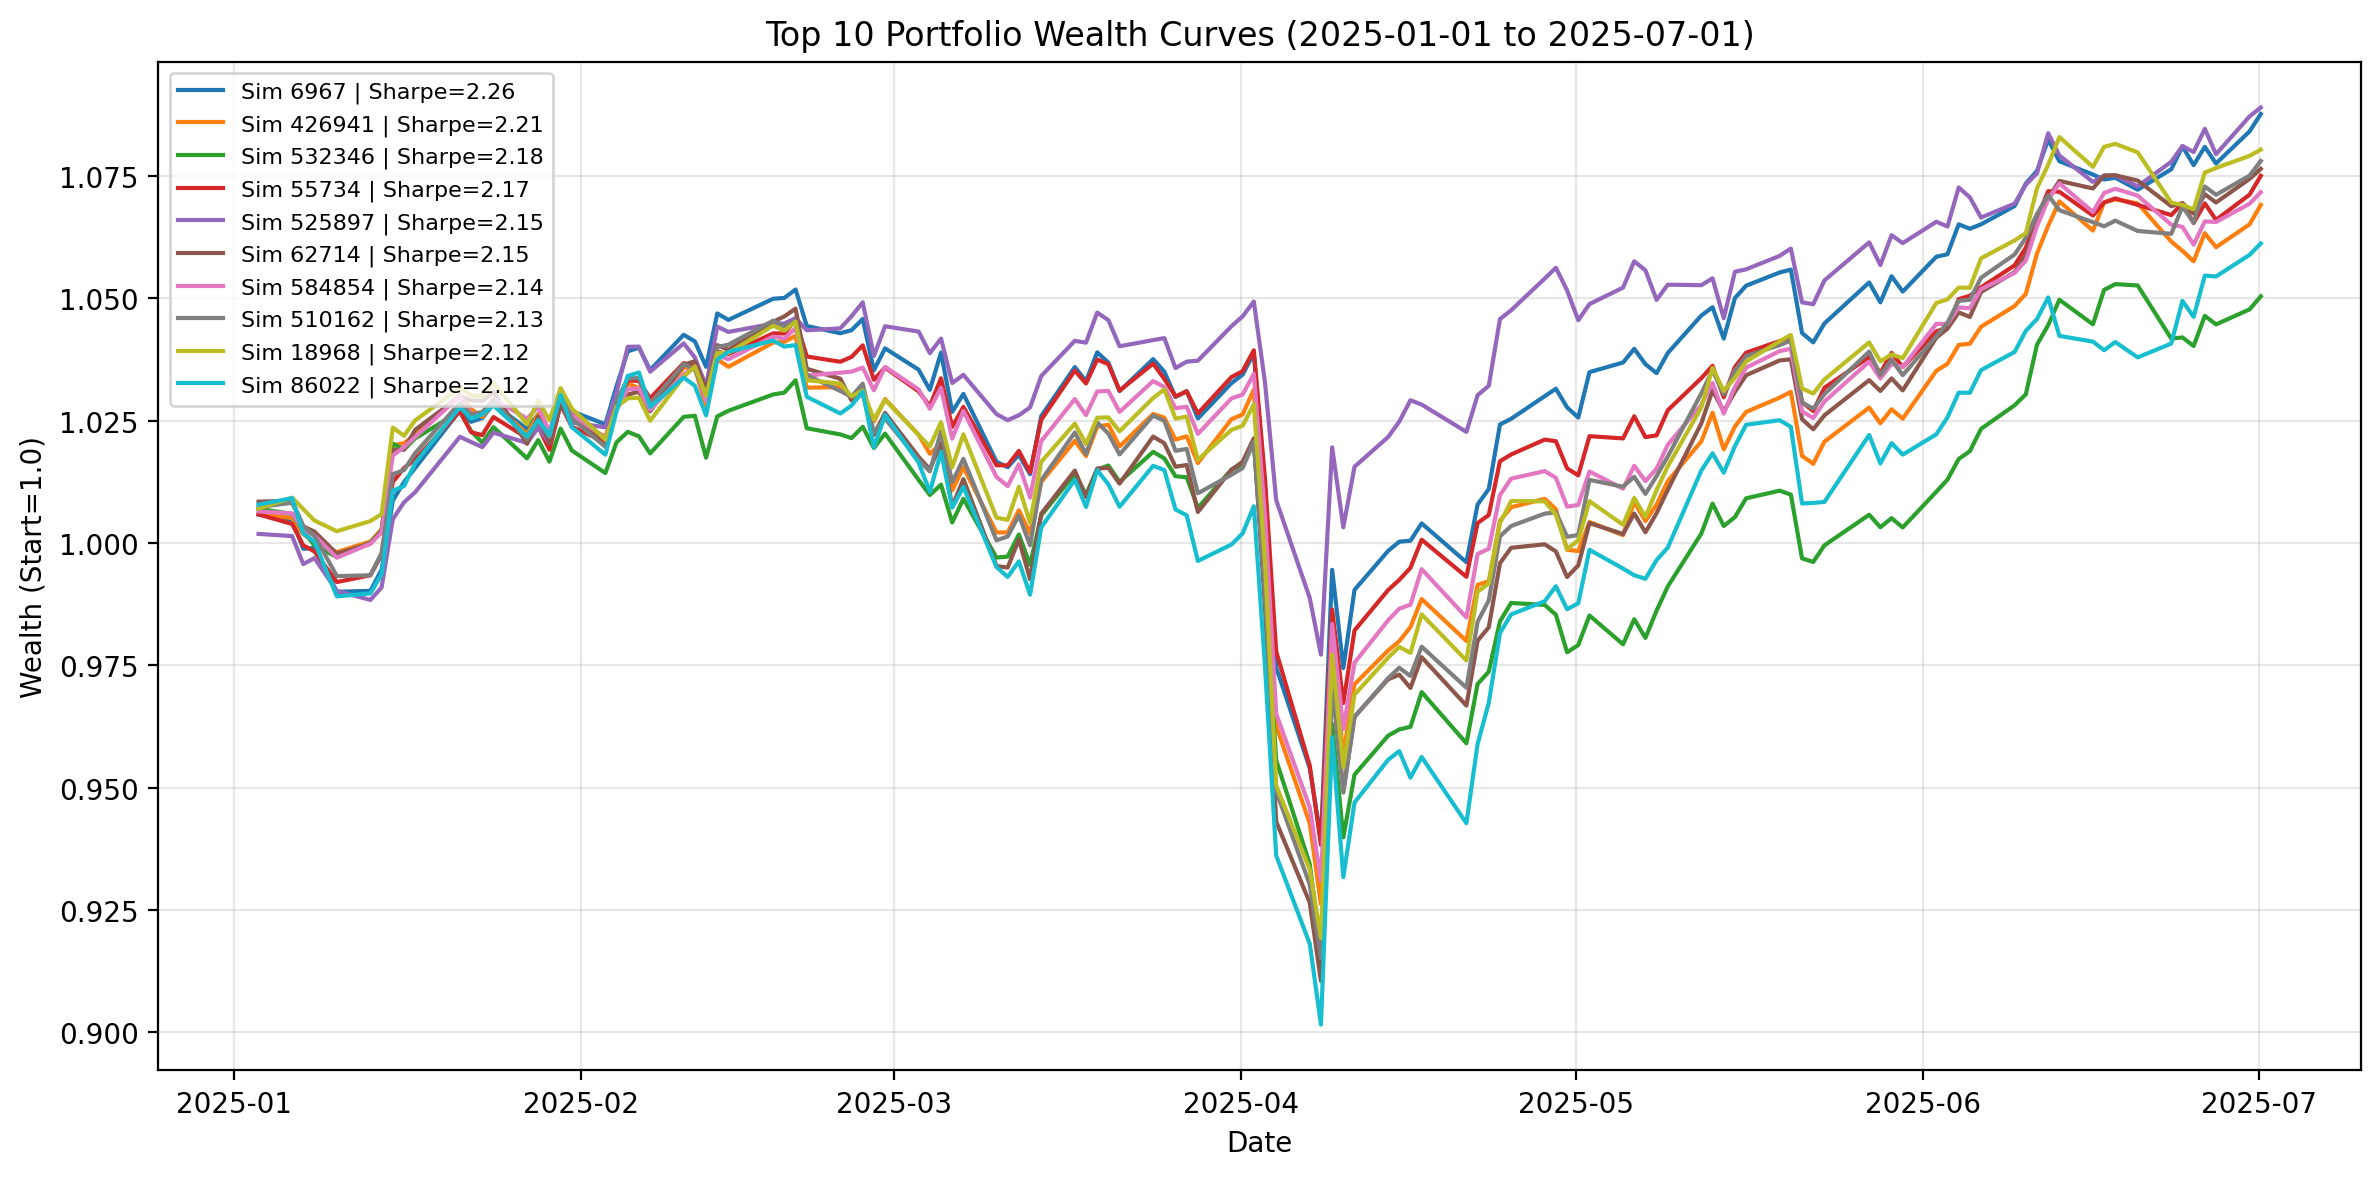 Top 10 Portfolio Wealth Curves (2025-01-01 to 2025-07-01)
Sim 6967 | Sharpe=2.26
Sim 426941 | Sharpe=2.21
Sim 532346 | Sharpe=2.18
Sim 55734 | Sharpe=2.17
Sim 525897 | Sharpe=2.15
Sim 62714 | Sharpe=2.15
Sim 584854 | Sharpe=2.14
Sim 510162 | Sharpe=2.13
Sim 18968 | Sharpe=2.12
Sim 86022 | Sharpe=2.12
Wealth (Start=1.0)
1.075
1.050
1.025
1.000
0.975
0.950
0.925
0.900
2025-01 2025-02 2025-03 2025-04 2025-05 2025-06 2025-07
Date